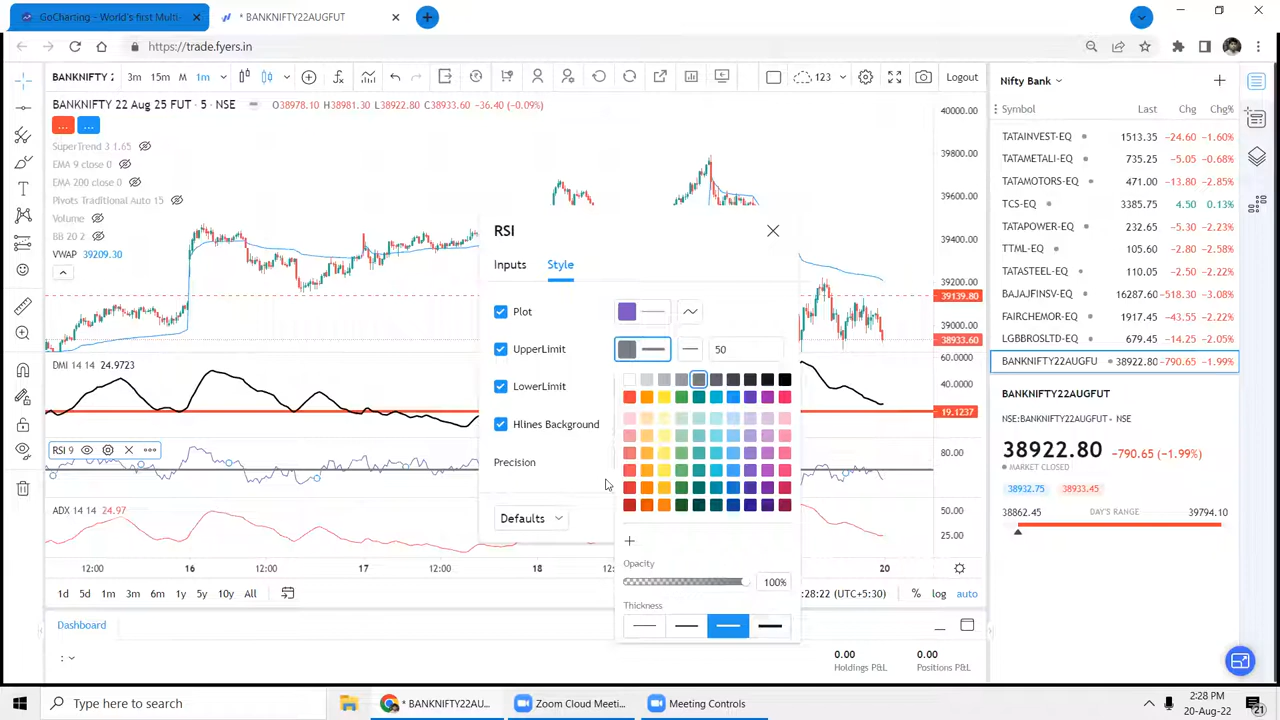 GoCharting - World's first Multi-
* BANKNIFTY22AUGFUT
https://trade.fyers.in
BANKNIFTY 2
3m 15m M 1m
123
Logout
Nifty Bank
BANKNIFTY 22 Aug 25 FUT · 5 · NSE
O38978.10 H38981.30 L38922.80 C38933.60 −36.40 (−0.09%)
...
...
SuperTrend 3 1.65
EMA 9 close 0
EMA 200 close 0
Pivots Traditional Auto 15
Volume
BB 20 2
VWAP 39209.30
40000.00
39800.00
39600.00
39400.00
39200.00
39139.80
39000.00
38933.60
DMI 14 14 24.9723
60.0000
40.0000
19.1237
RSI 9
80.00
ADX 14 14 24.97
50.00
25.00
RSI
Inputs
Style
Plot
UpperLimit
50
LowerLimit
Hlines Background
Precision
Defaults
Opacity
100%
Thickness
12:00
16
12:00
17
12:00
18
20
1d 5d 1m 3m 6m 1y 5y 10y All
:28:22 (UTC+5:30)
% log auto
Dashboard
:
0.00
Holdings P&L
0.00
Positions P&L
Symbol Last Chg Chg%
TATAINVEST-EQ 1513.35 −24.60 −1.60%
TATAMETALI-EQ 735.25 −5.05 −0.68%
TATAMOTORS-EQ 471.00 −13.80 −2.85%
TCS-EQ 3385.75 4.50 0.13%
TATAPOWER-EQ 232.65 −5.30 −2.23%
TTML-EQ 105.60 −2.80 −2.58%
TATASTEEL-EQ 110.05 −2.50 −2.22%
BAJAJFINSV-EQ 16287.60 −518.30 −3.08%
FAIRCHEMOR-EQ 1917.45 −43.55 −2.22%
LGBBROSLTD-EQ 679.45 −14.25 −2.05%
BANKNIFTY22AUGFU 38922.80 −790.65 −1.99%
BANKNIFTY22AUGFUT
NSE:BANKNIFTY22AUGFUT · NSE
38922.80 −790.65 (−1.99%)
MARKET CLOSED
38932.75
38933.45
38862.45
DAY'S RANGE
39794.10
Type here to search
* BANKNIFTY22AU...
Zoom Cloud Meeti...
Meeting Controls
2:28 PM
20-Aug-22
21